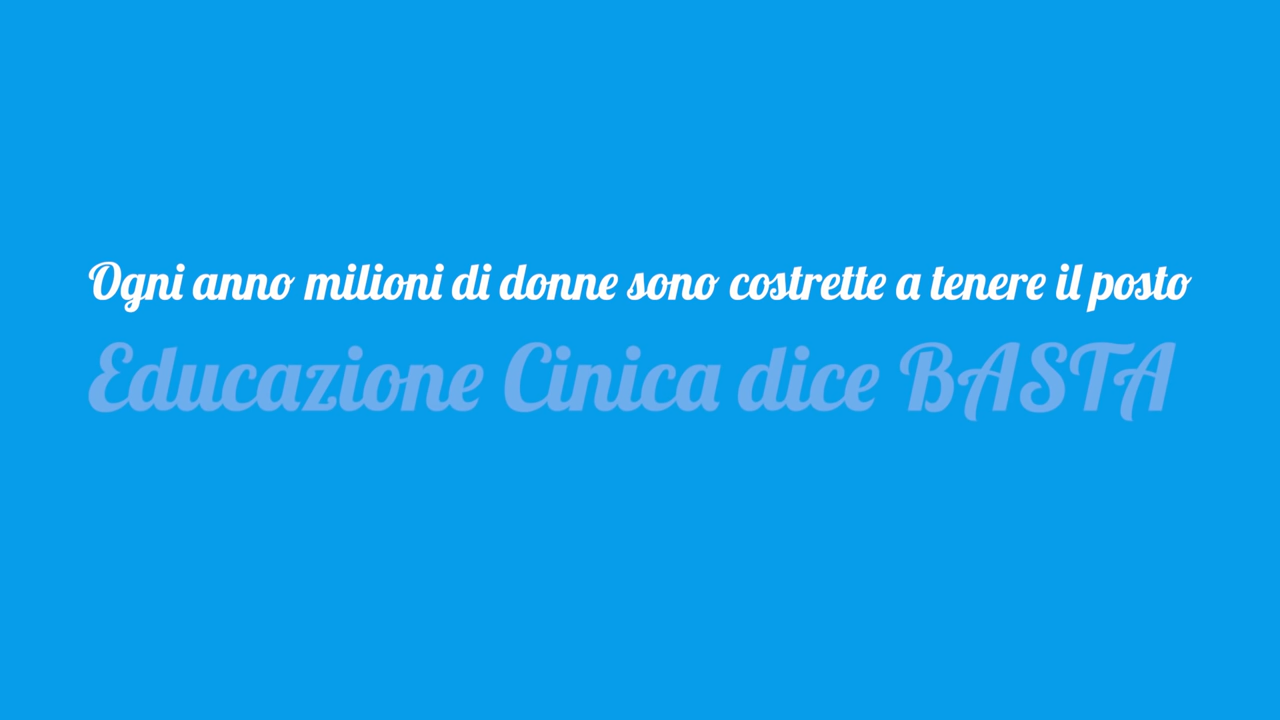 Ogni anno milioni di donne sono costrette a tenere il posto
Educazione Cinica dice BASTA